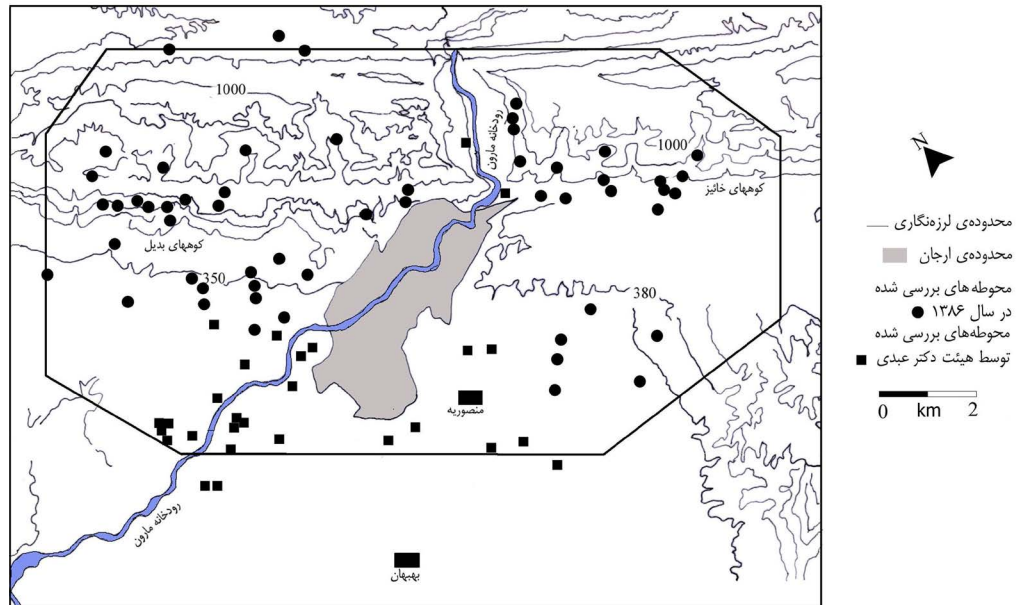 1000
رودخانه مارون
1000
کوههای خائیز
کوههای بدیل
350
380
منصوریه
رودخانه مارون
بهبهان
N
محدوده‌ی لرزه‌نگاری
محدوده‌ی ارجان
محوطه‌های بررسی شده
در سال ۱۳۸۶
محوطه‌های بررسی شده
توسط هیئت دکتر عبدی
0 km 2